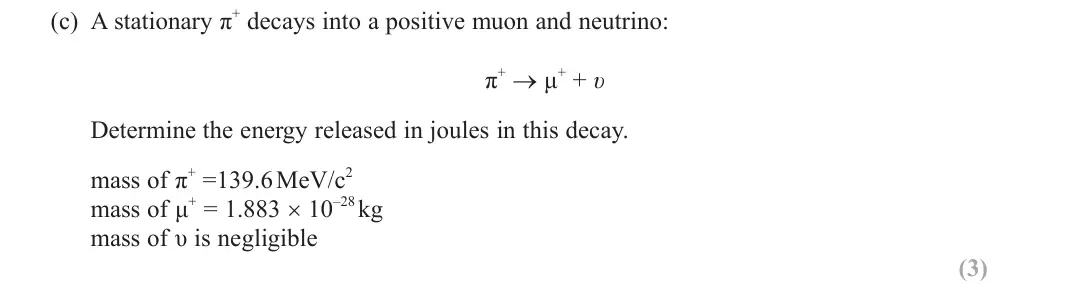 (c) A stationary π⁺ decays into a positive muon and neutrino:
π⁺ → μ⁺ + υ
Determine the energy released in joules in this decay.
mass of π⁺ =139.6 MeV/c²
mass of μ⁺ = 1.883 × 10⁻²⁸ kg
mass of υ is negligible
(3)